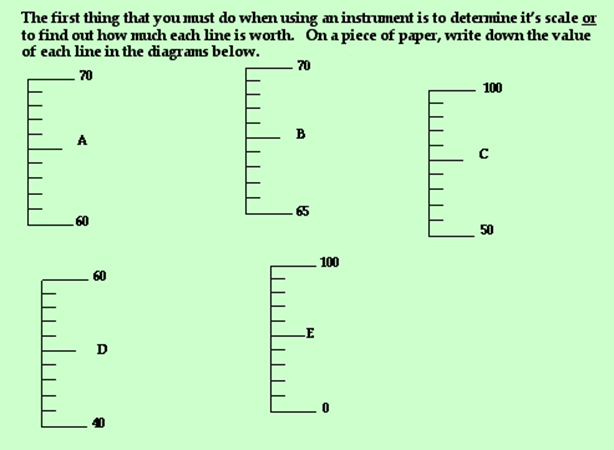 The first thing that you must do when using an instrument is to determine it's scale or
to find out how much each line is worth. On a piece of paper, write down the value
of each line in the diagrams below.
70
A
60
70
B
65
100
C
50
60
D
40
100
E
0